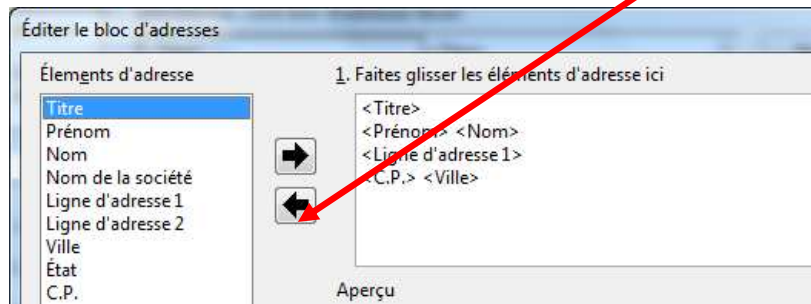 Éditer le bloc d'adresses
Élements d'adresse
Titre
Prénom
Nom
Nom de la société
Ligne d'adresse 1
Ligne d'adresse 2
Ville
État
C.P.
1. Faites glisser les éléments d'adresse ici
<Titre>
<Prénom> <Nom>
<Ligne d'adresse 1>
<C.P.> <Ville>
Aperçu